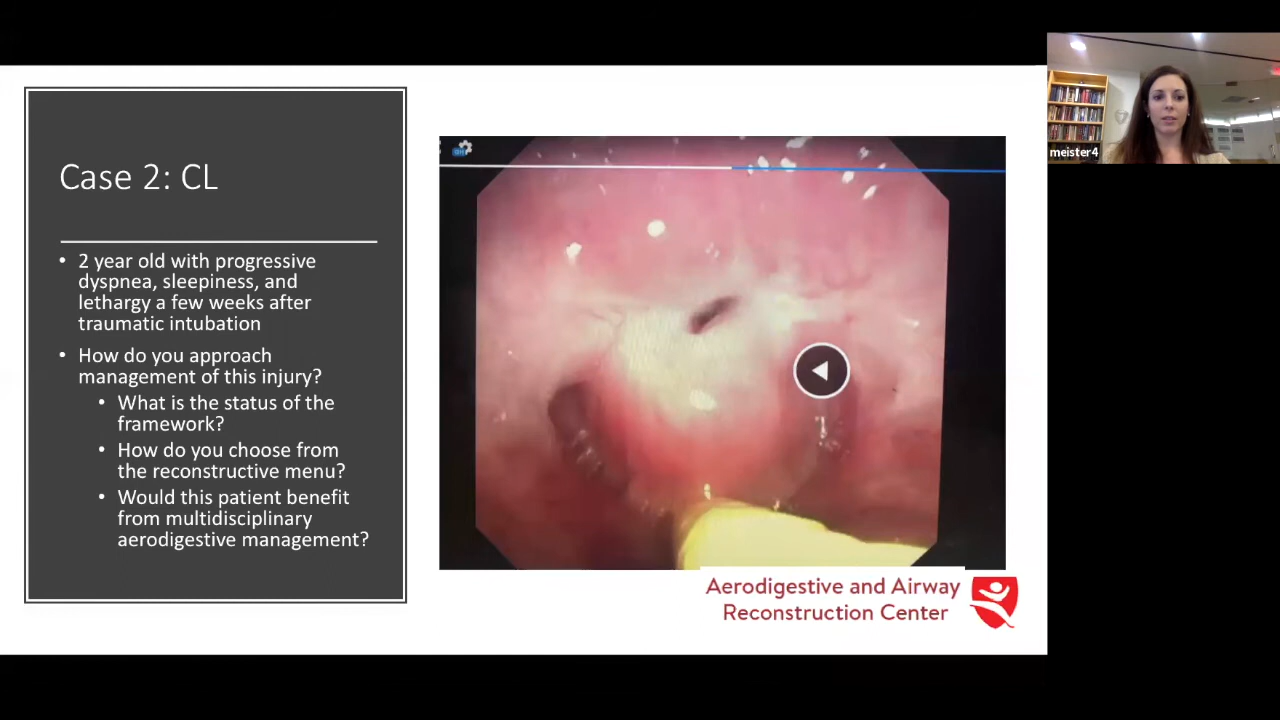 Case 2: CL
• 2 year old with progressive
dyspnea, sleepiness, and
lethargy a few weeks after
traumatic intubation
• How do you approach
management of this injury?
• What is the status of the
framework?
• How do you choose from
the reconstructive menu?
• Would this patient benefit
from multidisciplinary
aerodigestive management?
Aerodigestive and Airway
Reconstruction Center
meister4